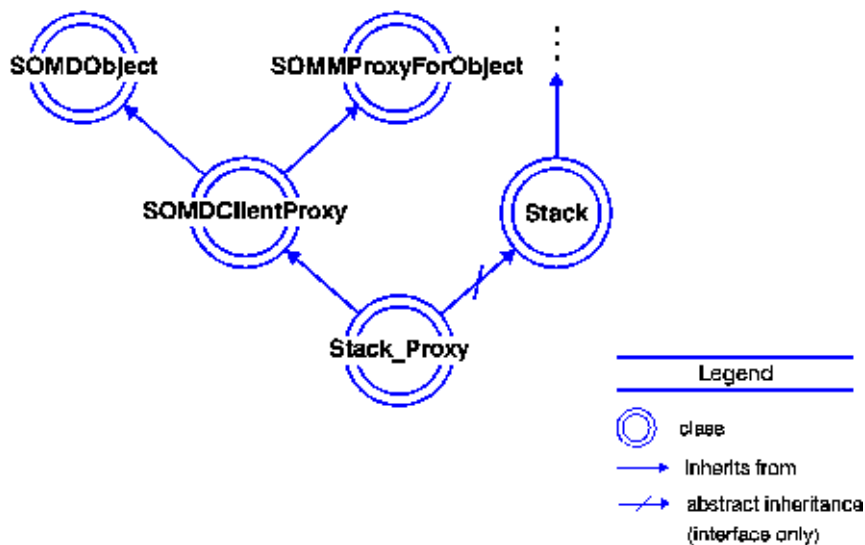 SOMDObject
SOMMProxyForObject
SOMDClientProxy
Stack
Stack_Proxy
Legend
class
inherits from
abstract inheritance
(interface only)